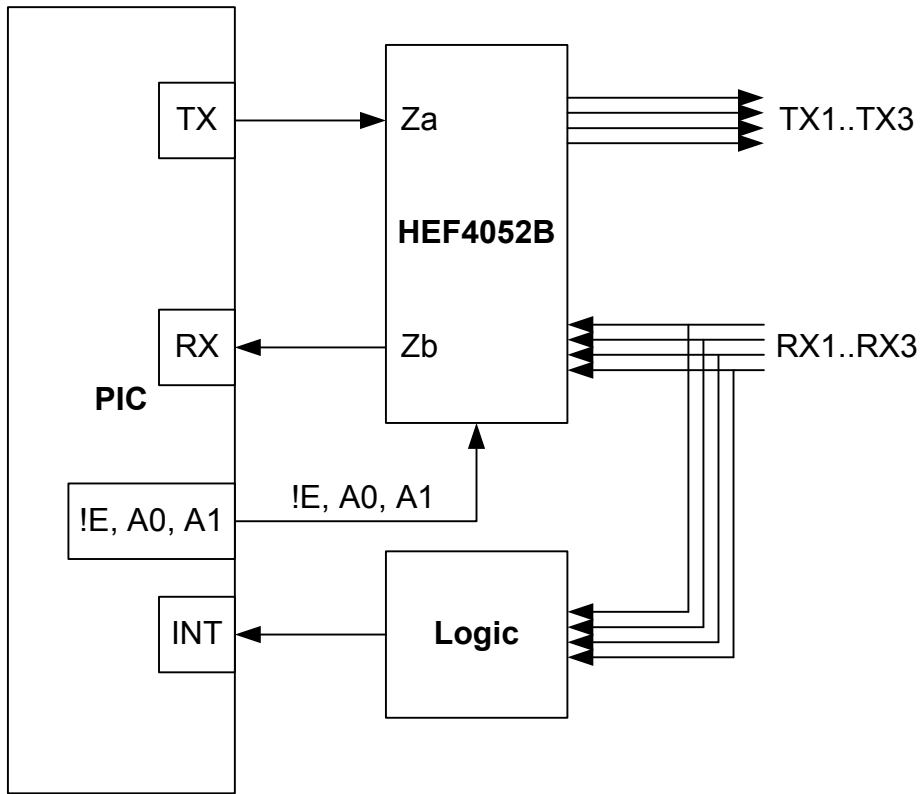 TX
Za
TX1..TX3
HEF4052B
RX
Zb
RX1..RX3
PIC
!E, A0, A1
!E, A0, A1
INT
Logic